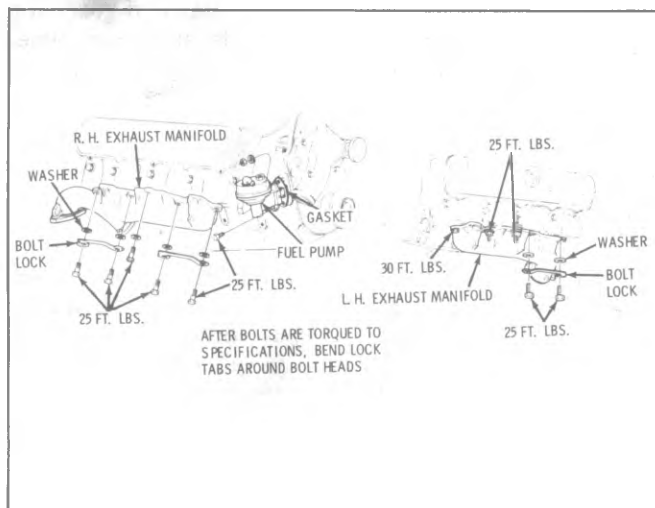 R. H. EXHAUST MANIFOLD
WASHER
BOLT
LOCK
25 FT. LBS.
GASKET
FUEL PUMP
25 FT. LBS.
AFTER BOLTS ARE TORQUED TO
SPECIFICATIONS, BEND LOCK
TABS AROUND BOLT HEADS
25 FT. LBS.
WASHER
30 FT. LBS.
BOLT
LOCK
L. H. EXHAUST MANIFOLD
25 FT. LBS.